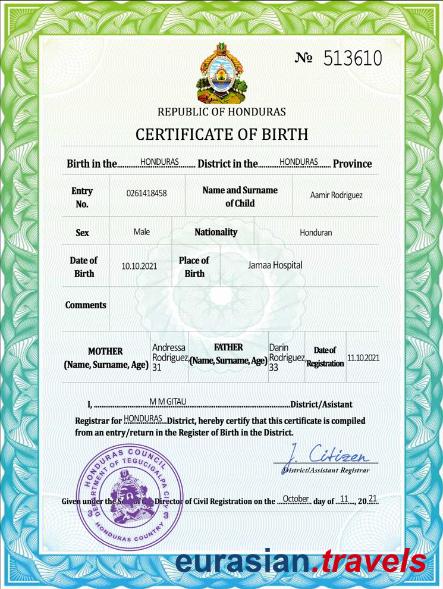 № 513610
REPUBLIC OF HONDURAS
CERTIFICATE OF BIRTH
Birth in the HONDURAS District in the HONDURAS Province
Entry No. 0261418458 Name and Surname of Child Aamir Rodriguez
Sex Male Nationality Honduran
Date of Birth 10.10.2021 Place of Birth Jamaa Hospital
Comments
MOTHER (Name, Surname, Age) Andressa Rodriguez, 31 FATHER (Name, Surname, Age) Darin Rodriguez, 33 Date of Registration 11.10.2021
I, M M GITAU District/Asistant
Registrar for HONDURAS District, hereby certify that this certificate is compiled
from an entry/return in the Register of Birth in the District.
J. Citizen
District/Assistant Registrar
HONDURAS COUNCIL
DEPARTMENT OF TEGUCIGALPA CITY
HONDURAS COUNTRY
Given under the Seal of the Director of Civil Registration on the October day of 11, 20 21
eurasian.travels